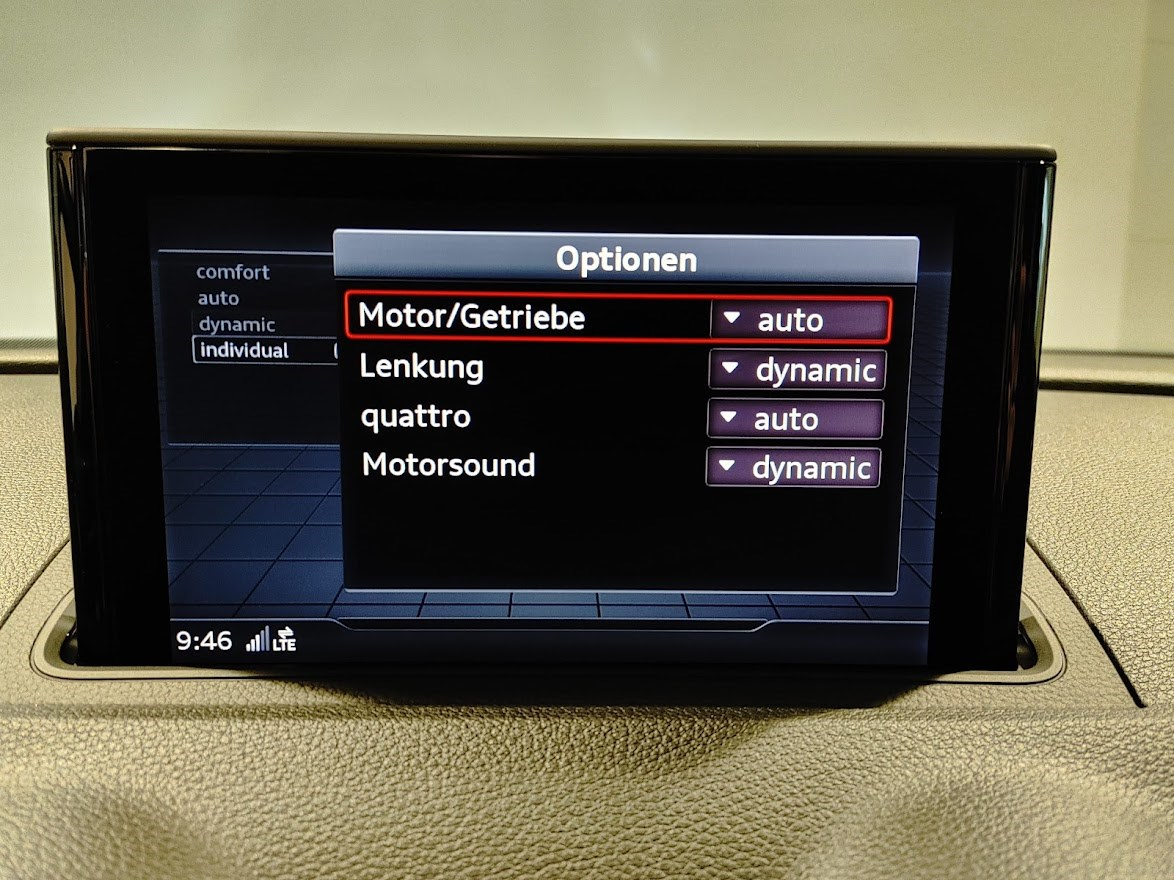 Optionen
comfort
auto
dynamic
individual
Motor/Getriebe auto
Lenkung dynamic
quattro auto
Motorsound dynamic
9:46 LTE